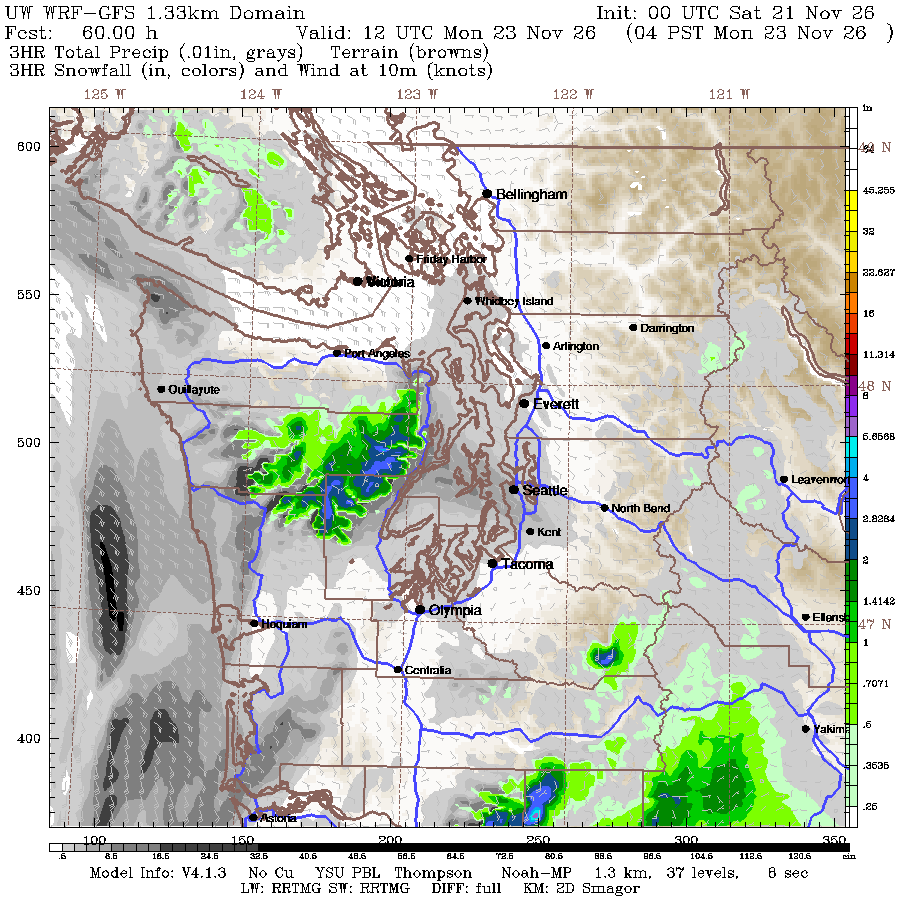 UW WRF-GFS 1.33km Domain Init: 00 UTC Sat 21 Nov 26
Fcst: 60.00 h Valid: 12 UTC Mon 23 Nov 26 (04 PST Mon 23 Nov 26 )
3HR Total Precip (.01in, grays) Terrain (browns)
3HR Snowfall (in, colors) and Wind at 10m (knots)
125 W 124 W 123 W 122 W 121 W
in
600
Bellingham
45.255
32
Friday Harbor
Victoria
22.627
550
Whidbey Island
16
Darrington
Arlington
Port Angeles
11.314
48 N
Quillayute
8
Everett
500
5.6568
Leavenwor
4
Seattle
North Bend
2.8284
Kent
2
Tacoma
450
1.4142
Olympia
Ellens
Hoquiam
47 N
1
Centralia
.7071
Yakima
400
.5
.3535
.25
Astoria
100 150 200 250 300 350
.5 8.5 16.5 24.5 32.5 40.5 48.5 56.5 64.5 72.5 80.5 88.5 96.5 104.5 112.5 120.5 cin
Model Info: V4.1.3 No Cu YSU PBL Thompson Noah-MP 1.3 km, 37 levels, 8 sec
LW: RRTMG SW: RRTMG DIFF: full KM: 2D Smagor